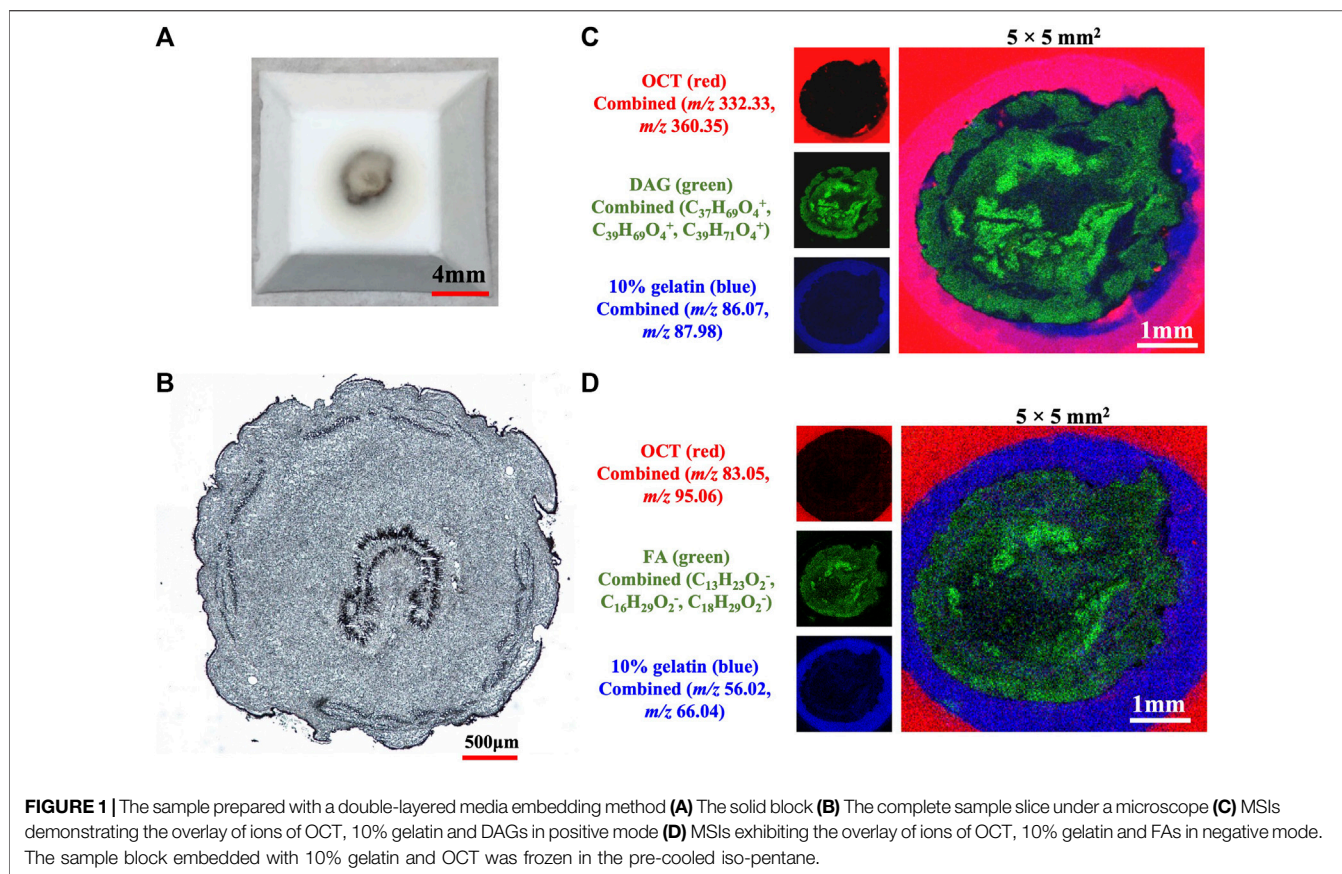 A
4mm
B
500µm
C
5 × 5 mm²
OCT (red)
Combined (m/z 332.33,
m/z 360.35)
DAG (green)
Combined (C₃₇H₆₉O₄⁺,
C₃₉H₆₉O₄⁺, C₃₉H₇₁O₄⁺)
10% gelatin (blue)
Combined (m/z 86.07,
m/z 87.98)
1mm
D
5 × 5 mm²
OCT (red)
Combined (m/z 83.05,
m/z 95.06)
FA (green)
Combined (C₁₃H₂₃O₂⁻,
C₁₆H₂₉O₂⁻, C₁₈H₂₉O₂⁻)
10% gelatin (blue)
Combined (m/z 56.02,
m/z 66.04)
1mm
FIGURE 1 | The sample prepared with a double-layered media embedding method (A) The solid block (B) The complete sample slice under a microscope (C) MSIs
demonstrating the overlay of ions of OCT, 10% gelatin and DAGs in positive mode (D) MSIs exhibiting the overlay of ions of OCT, 10% gelatin and FAs in negative mode.
The sample block embedded with 10% gelatin and OCT was frozen in the pre-cooled iso-pentane.